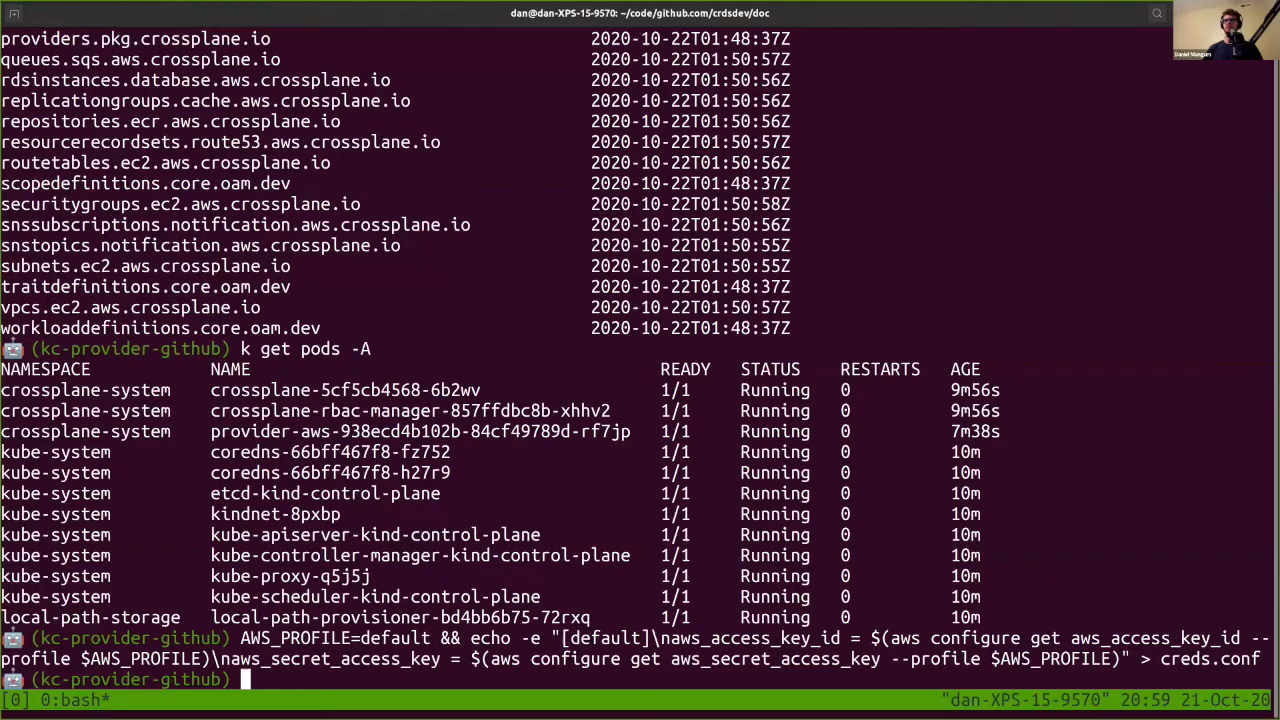 dan@dan-XPS-15-9570: ~/code/github.com/crdsdev/doc
Daniel Mangum
providers.pkg.crossplane.io 2020-10-22T01:48:37Z
queues.sqs.aws.crossplane.io 2020-10-22T01:50:57Z
rdsinstances.database.aws.crossplane.io 2020-10-22T01:50:56Z
replicationgroups.cache.aws.crossplane.io 2020-10-22T01:50:56Z
repositories.ecr.aws.crossplane.io 2020-10-22T01:50:56Z
resourcerecordsets.route53.aws.crossplane.io 2020-10-22T01:50:57Z
routetables.ec2.aws.crossplane.io 2020-10-22T01:50:56Z
scopedefinitions.core.oam.dev 2020-10-22T01:48:37Z
securitygroups.ec2.aws.crossplane.io 2020-10-22T01:50:58Z
snssubscriptions.notification.aws.crossplane.io 2020-10-22T01:50:56Z
snstopics.notification.aws.crossplane.io 2020-10-22T01:50:55Z
subnets.ec2.aws.crossplane.io 2020-10-22T01:50:55Z
traitdefinitions.core.oam.dev 2020-10-22T01:48:37Z
vpcs.ec2.aws.crossplane.io 2020-10-22T01:50:57Z
workloaddefinitions.core.oam.dev 2020-10-22T01:48:37Z
(kc-provider-github) k get pods -A
NAMESPACE NAME READY STATUS RESTARTS AGE
crossplane-system crossplane-5cf5cb4568-6b2wv 1/1 Running 0 9m56s
crossplane-system crossplane-rbac-manager-857ffdbc8b-xhhv2 1/1 Running 0 9m56s
crossplane-system provider-aws-938ecd4b102b-84cf49789d-rf7jp 1/1 Running 0 7m38s
kube-system coredns-66bff467f8-fz752 1/1 Running 0 10m
kube-system coredns-66bff467f8-h27r9 1/1 Running 0 10m
kube-system etcd-kind-control-plane 1/1 Running 0 10m
kube-system kindnet-8pxbp 1/1 Running 0 10m
kube-system kube-apiserver-kind-control-plane 1/1 Running 0 10m
kube-system kube-controller-manager-kind-control-plane 1/1 Running 0 10m
kube-system kube-proxy-q5j5j 1/1 Running 0 10m
kube-system kube-scheduler-kind-control-plane 1/1 Running 0 10m
local-path-storage local-path-provisioner-bd4bb6b75-72rxq 1/1 Running 0 10m
(kc-provider-github) AWS_PROFILE=default && echo -e "[default]\naws_access_key_id = $(aws configure get aws_access_key_id --
profile $AWS_PROFILE)\naws_secret_access_key = $(aws configure get aws_secret_access_key --profile $AWS_PROFILE)" > creds.conf
(kc-provider-github)
[0] 0:bash* "dan-XPS-15-9570" 20:59 21-Oct-20